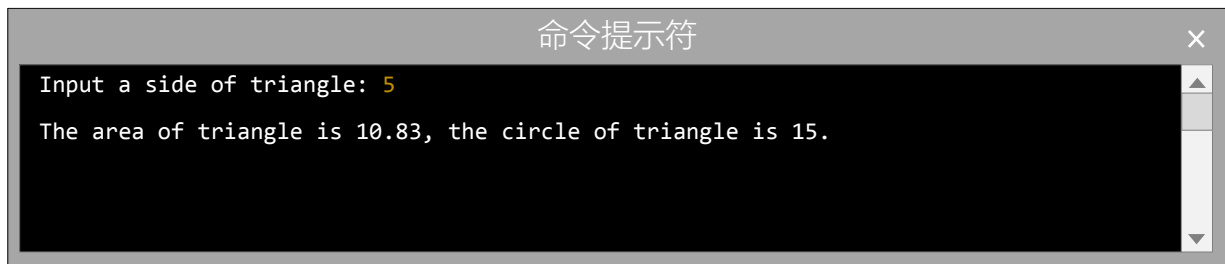 命令提示符
Input a side of triangle: 5
The area of triangle is 10.83, the circle of triangle is 15.